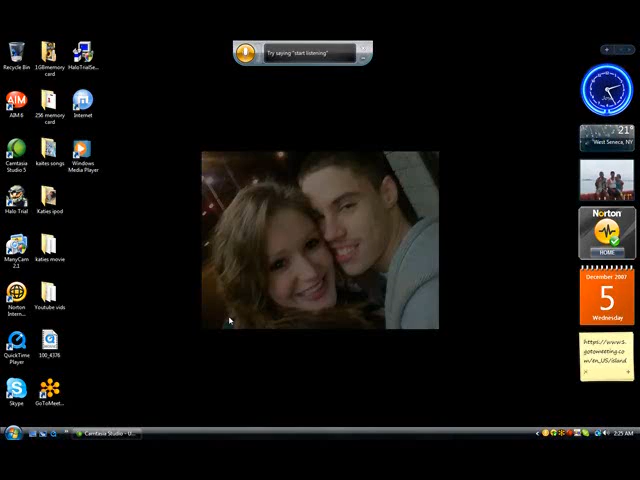 Try saying "start listening"
Recycle Bin
1GBmemory card
HaloTrialSe...
AIM 6
256 memory card
Internet
Camtasia Studio 5
kaites songs
Windows Media Player
Halo Trial
Katies ipod
ManyCam 2.1
katies movie
Norton Intern...
Youtube vids
QuickTime Player
100_4376
Skype
GoToMeet...
21°
West Seneca, NY
Norton
HOME
December 2007
5
Wednesday
https://www1.
gotomeeting.co
m/en_US/island
Camtasia Studio - U...
2:25 AM